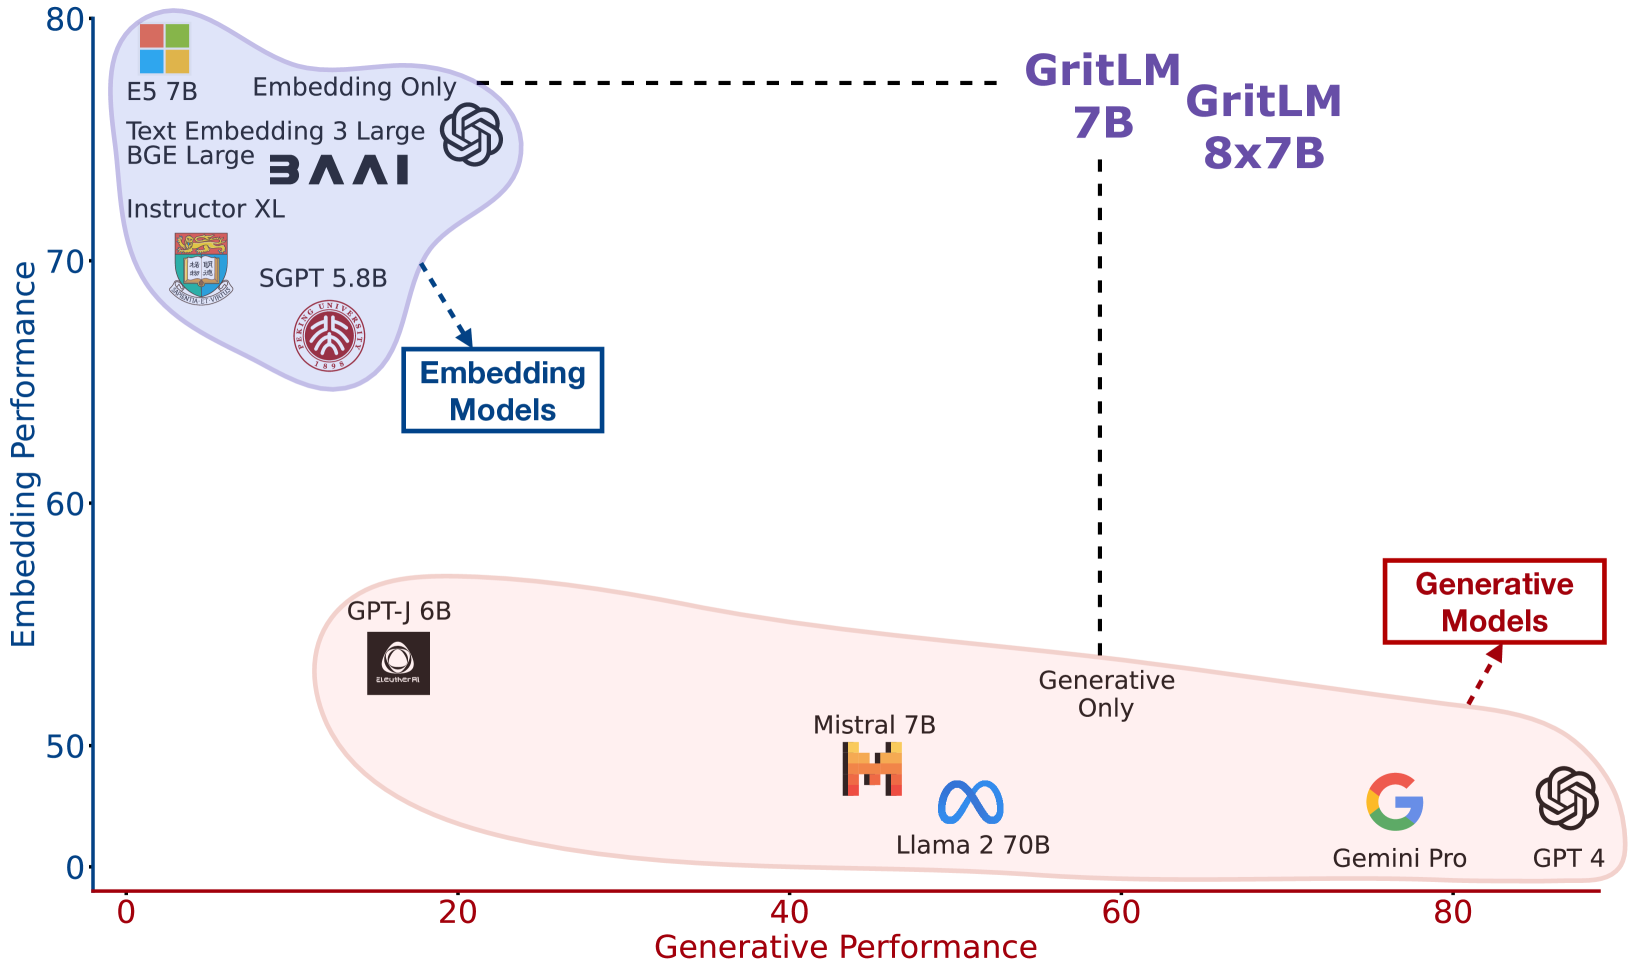 80
70
60
50
0
Embedding Performance
E5 7B
Embedding Only
Text Embedding 3 Large
BGE Large
BAAI
Instructor XL
SAPIENTIA·ET·VIRTUS
SGPT 5.8B
PEKING UNIVERSITY
1898
Embedding
Models
GritLM
7B
GritLM
8x7B
Generative
Models
GPT-J 6B
EleutherAI
Generative
Only
Mistral 7B
Llama 2 70B
Gemini Pro
GPT 4
0
20
40
60
80
Generative Performance